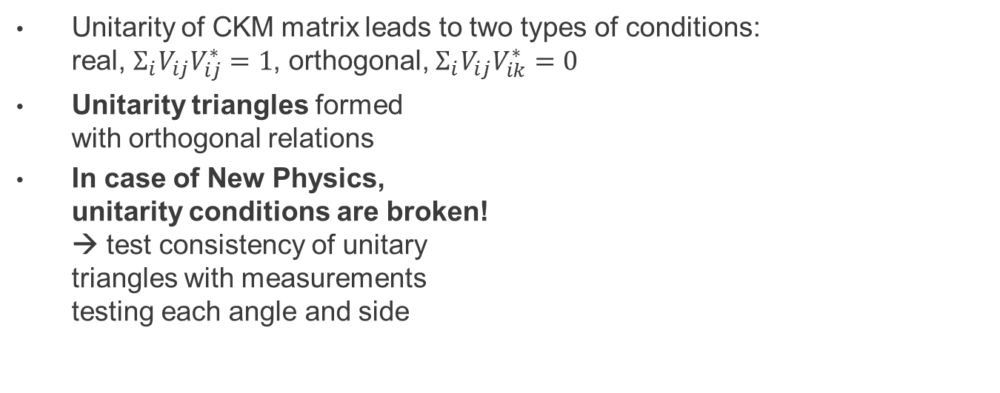 • Unitarity of CKM matrix leads to two types of conditions:
real, Σ_i V_{ij} V_{ij}^* = 1, orthogonal, Σ_i V_{ij} V_{ik}^* = 0
• Unitarity triangles formed
with orthogonal relations
• In case of New Physics,
unitarity conditions are broken!
→ test consistency of unitary
triangles with measurements
testing each angle and side